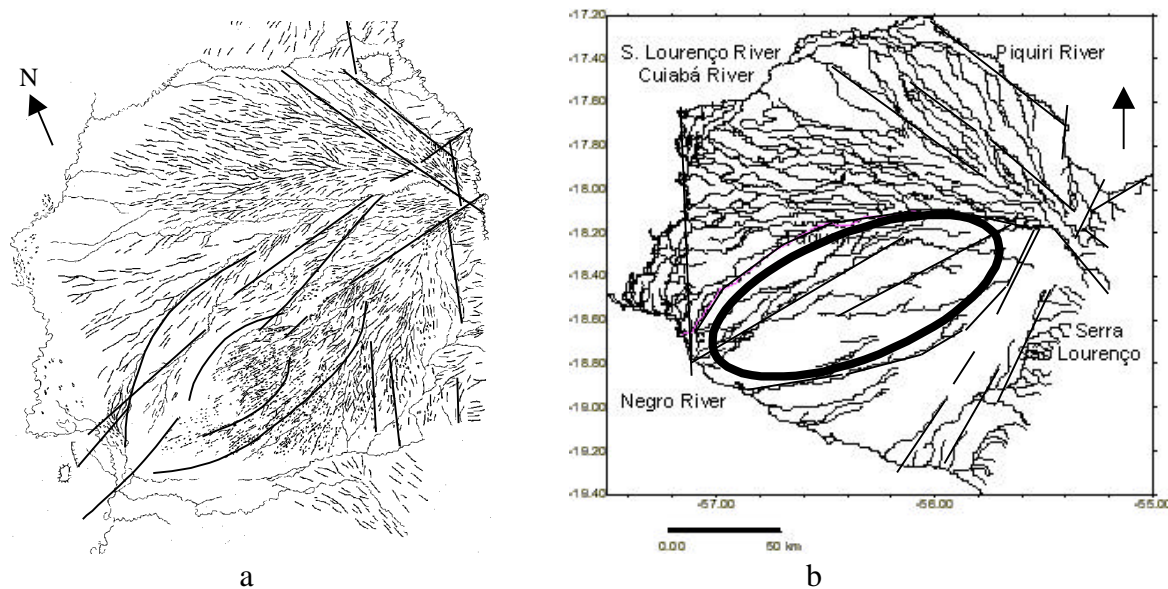 N
a
-17.20
-17.40
-17.60
-17.80
-18.00
-18.20
-18.40
-18.60
-18.80
-19.00
-19.20
-19.40
S. Lourenço River
Cuiabá River
Piquiri River
Serra
São Lourenço
Negro River
-57.00
-56.00
-55.00
0.00
50 km
b